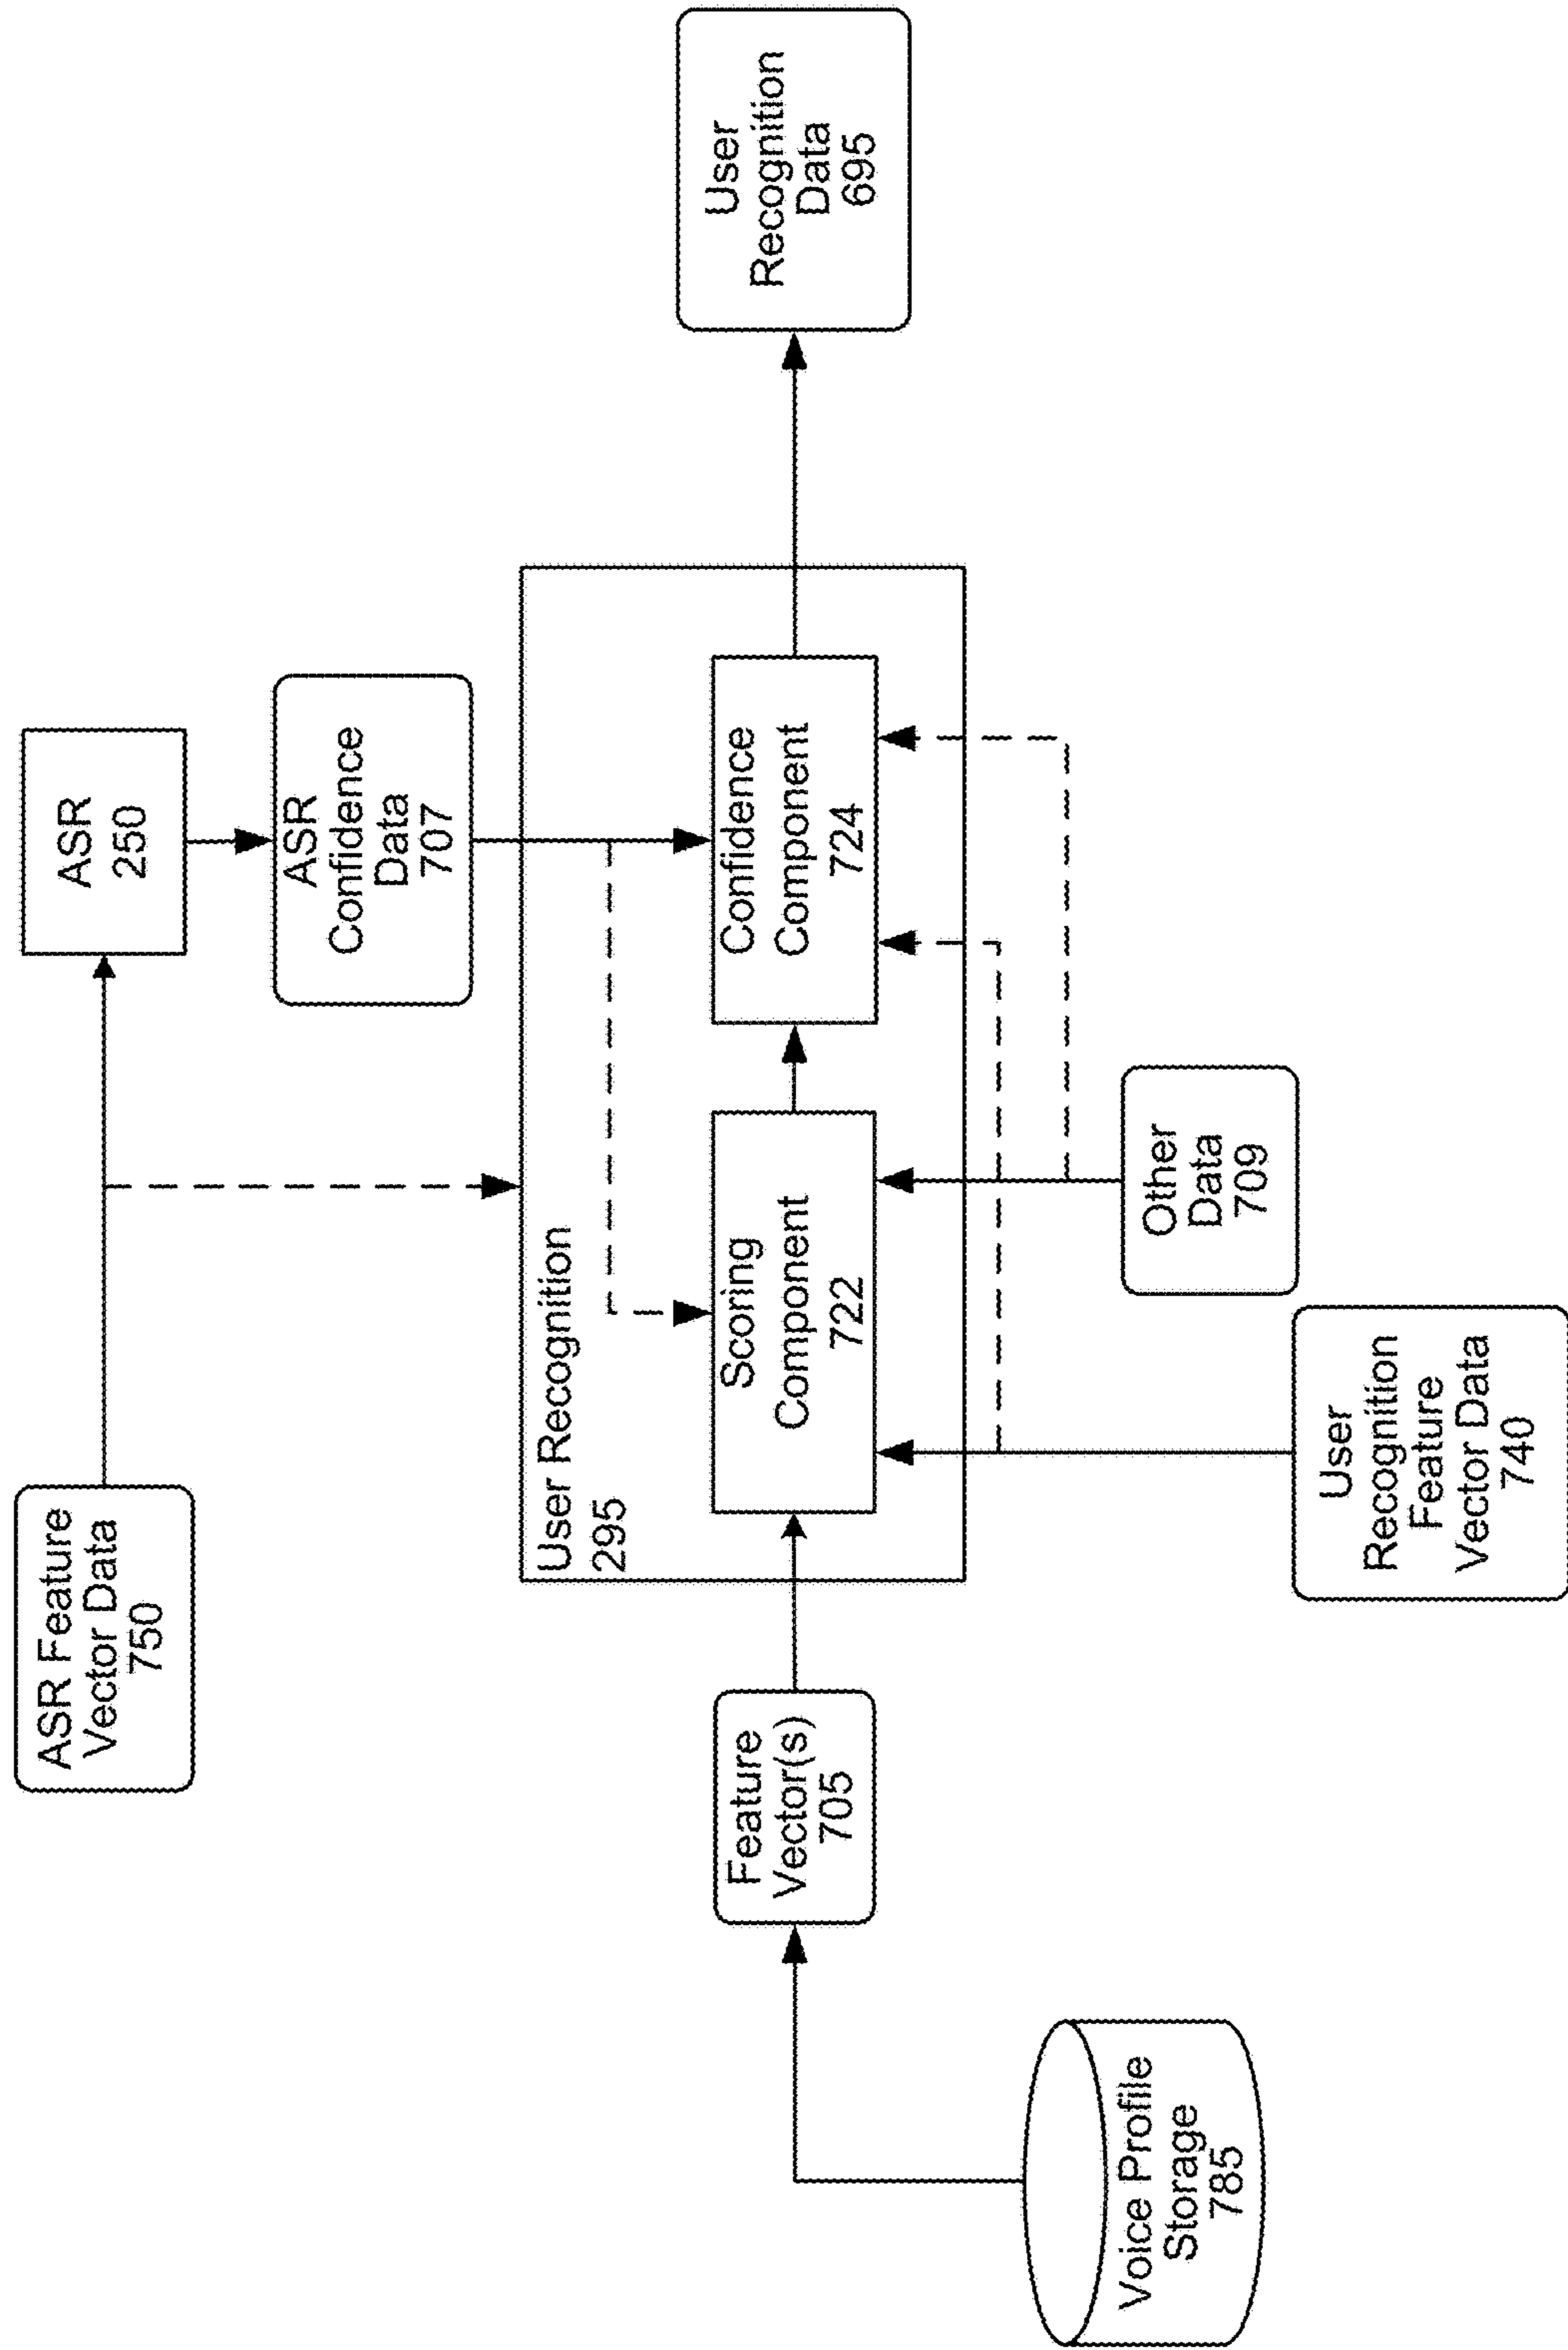 ASR Feature
Vector Data
750
ASR
250
ASR
Confidence
Data
707
User Recognition
295
Voice Profile
Storage
785
Feature
Vector(s)
705
Scoring
Component
722
Confidence
Component
724
User
Recognition
Data
695
User
Recognition
Feature
Vector Data
740
Other
Data
709